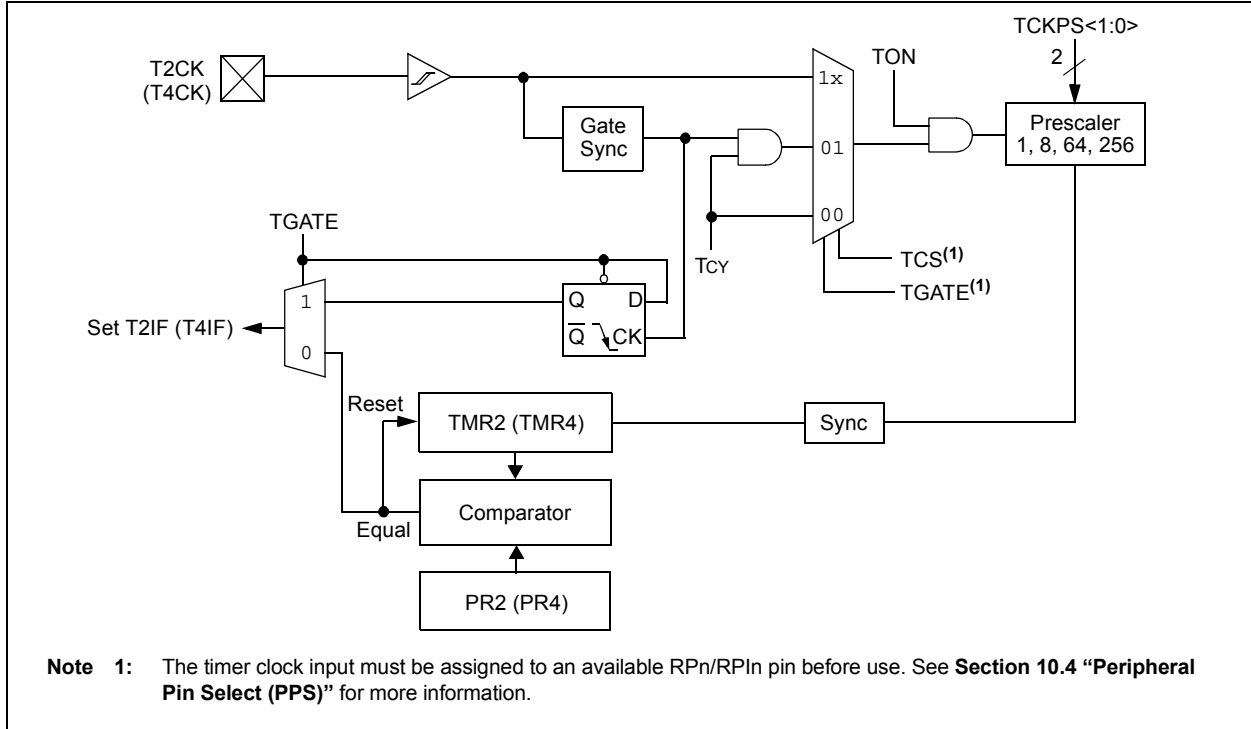 TCKPS<1:0>
2
TON
T2CK
(T4CK)
1x
Gate
Sync
01
Prescaler
1, 8, 64, 256
00
TGATE
TCY
TCS(1)
TGATE(1)
1
Q
D
Set T2IF (T4IF)
Q
CK
0
Reset
TMR2 (TMR4)
Sync
Equal
Comparator
PR2 (PR4)
Note 1: The timer clock input must be assigned to an available RPn/RPIn pin before use. See Section 10.4 “Peripheral
Pin Select (PPS)” for more information.